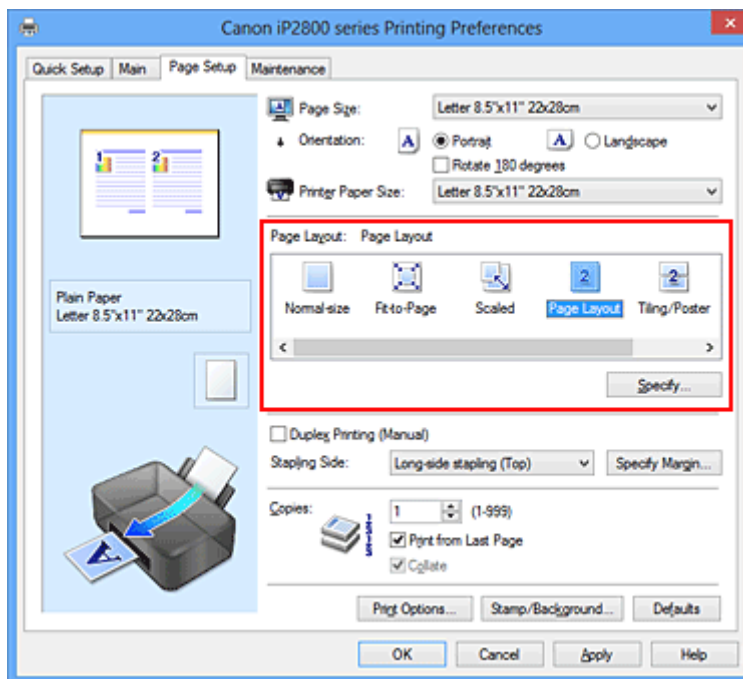 Canon iP2800 series Printing Preferences
Quick Setup Main Page Setup Maintenance
1 2
Page Size: Letter 8.5"x11" 22x28cm
Orientation: A Portrait A Landscape
Rotate 180 degrees
Printer Paper Size: Letter 8.5"x11" 22x28cm
Page Layout: Page Layout
2 2
Normal-size Fit-to-Page Scaled Page Layout Tiling/Poster
Specify...
Plain Paper
Letter 8.5"x11" 22x28cm
Duplex Printing (Manual)
Stapling Side: Long-side stapling (Top) Specify Margin...
Copies: 1 (1-999)
Print from Last Page
Collate
A
Print Options... Stamp/Background... Defaults
OK Cancel Apply Help